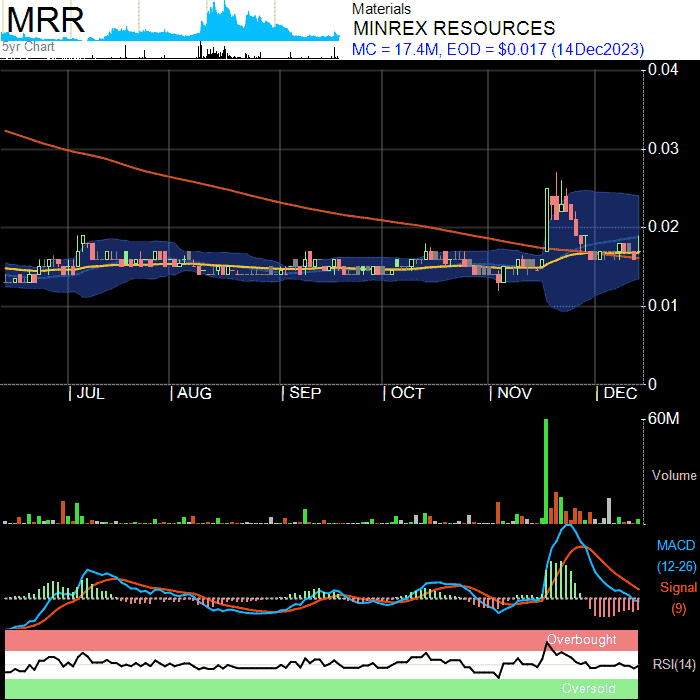 MRR
5yr Chart
Materials
MINREX RESOURCES
MC = 17.4M, EOD = $0.017 (14Dec2023)
0.04
0.03
0.02
0.01
0
JUL AUG SEP OCT NOV DEC
60M
Volume
MACD
(12-26)
Signal
(9)
Overbought
RSI(14)
Oversold